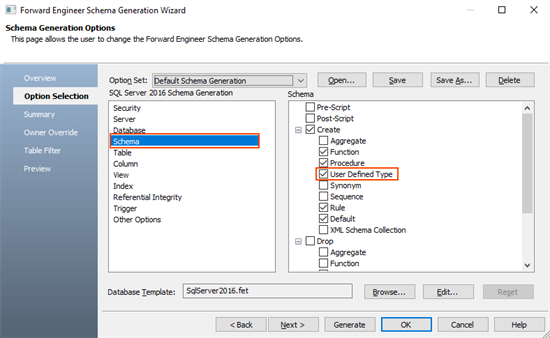 Forward Engineer Schema Generation Wizard
Schema Generation Options
This page allows the user to change the Forward Engineer Schema Generation Options.
Overview
Option Selection
Summary
Owner Override
Table Filter
Preview
Option Set: Default Schema Generation Open... Save Save As... Delete
SQL Server 2016 Schema Generation
Security
Server
Database
Schema
Table
Column
View
Index
Referential Integrity
Trigger
Other Options
Schema
Pre-Script
Post-Script
Create
Aggregate
Function
Procedure
User Defined Type
Synonym
Sequence
Rule
Default
XML Schema Collection
Drop
Aggregate
Function
Database Template: SqlServer2016.fet Browse... Edit... Reset
< Back Next > Generate OK Cancel Help